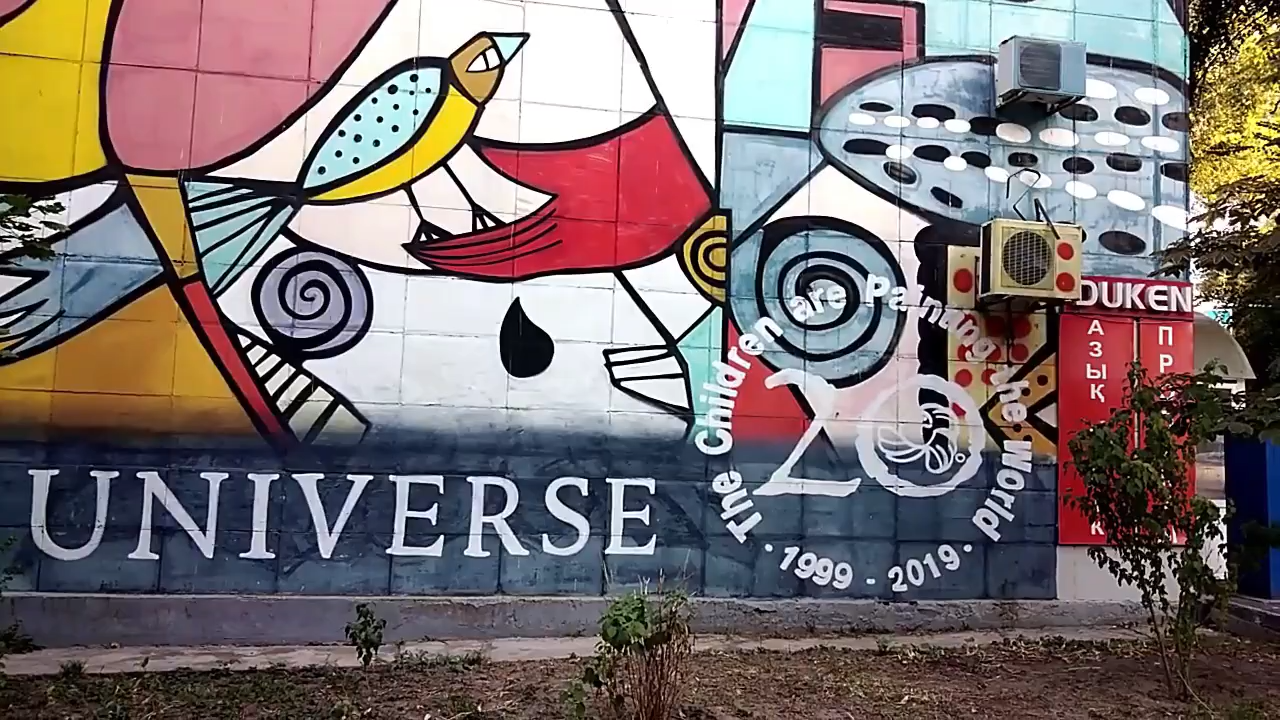 UNIVERSE
The Children are Painting the World
20
· 1999 - 2019 ·
DUKEN
АЗЫҚ
ПР